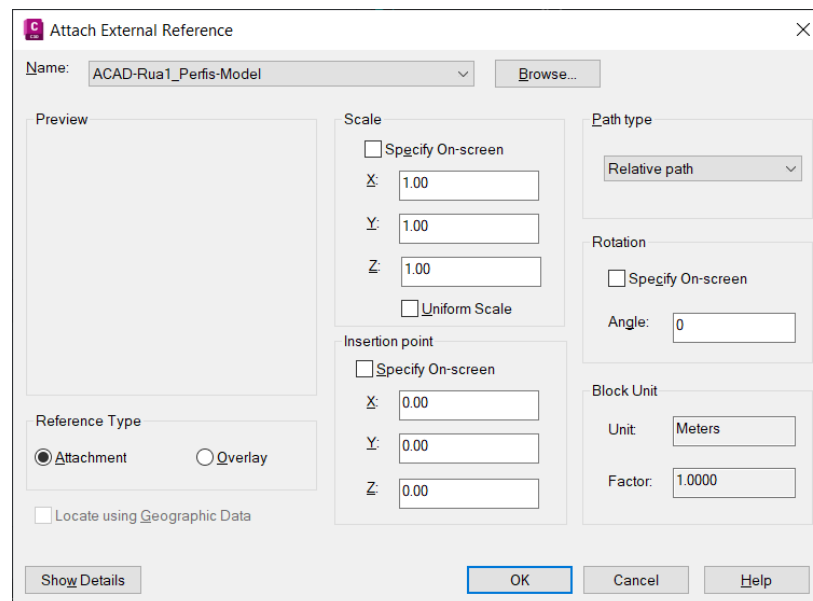 C
C3D
Attach External Reference
Name: ACAD-Rua1_Perfis-Model Browse...
Preview
Scale
Specify On-screen
X: 1.00
Y: 1.00
Z: 1.00
Uniform Scale
Path type
Relative path
Rotation
Specify On-screen
Angle: 0
Insertion point
Specify On-screen
X: 0.00
Y: 0.00
Z: 0.00
Block Unit
Unit: Meters
Factor: 1.0000
Reference Type
Attachment Overlay
Locate using Geographic Data
Show Details OK Cancel Help